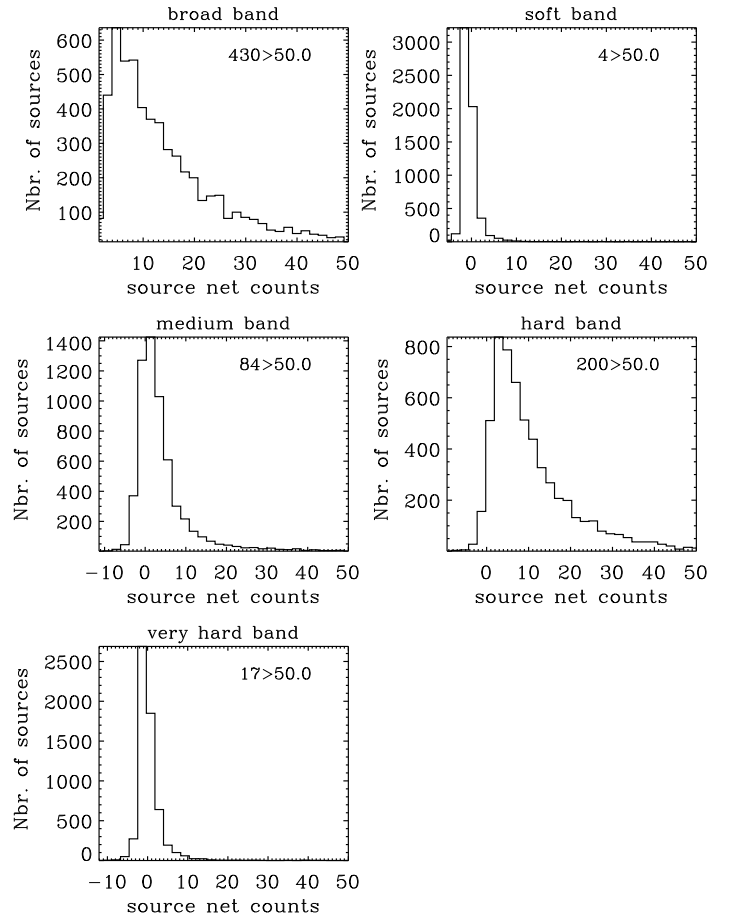 broad band
Nbr. of sources
600
500
400
300
200
100
430>50.0
10 20 30 40 50
source net counts
soft band
Nbr. of sources
3000
2500
2000
1500
1000
500
0
4>50.0
0 10 20 30 40 50
source net counts
medium band
Nbr. of sources
1400
1200
1000
800
600
400
200
84>50.0
−10 0 10 20 30 40 50
source net counts
hard band
Nbr. of sources
800
600
400
200
200>50.0
0 10 20 30 40 50
source net counts
very hard band
Nbr. of sources
2500
2000
1500
1000
500
0
17>50.0
−10 0 10 20 30 40 50
source net counts